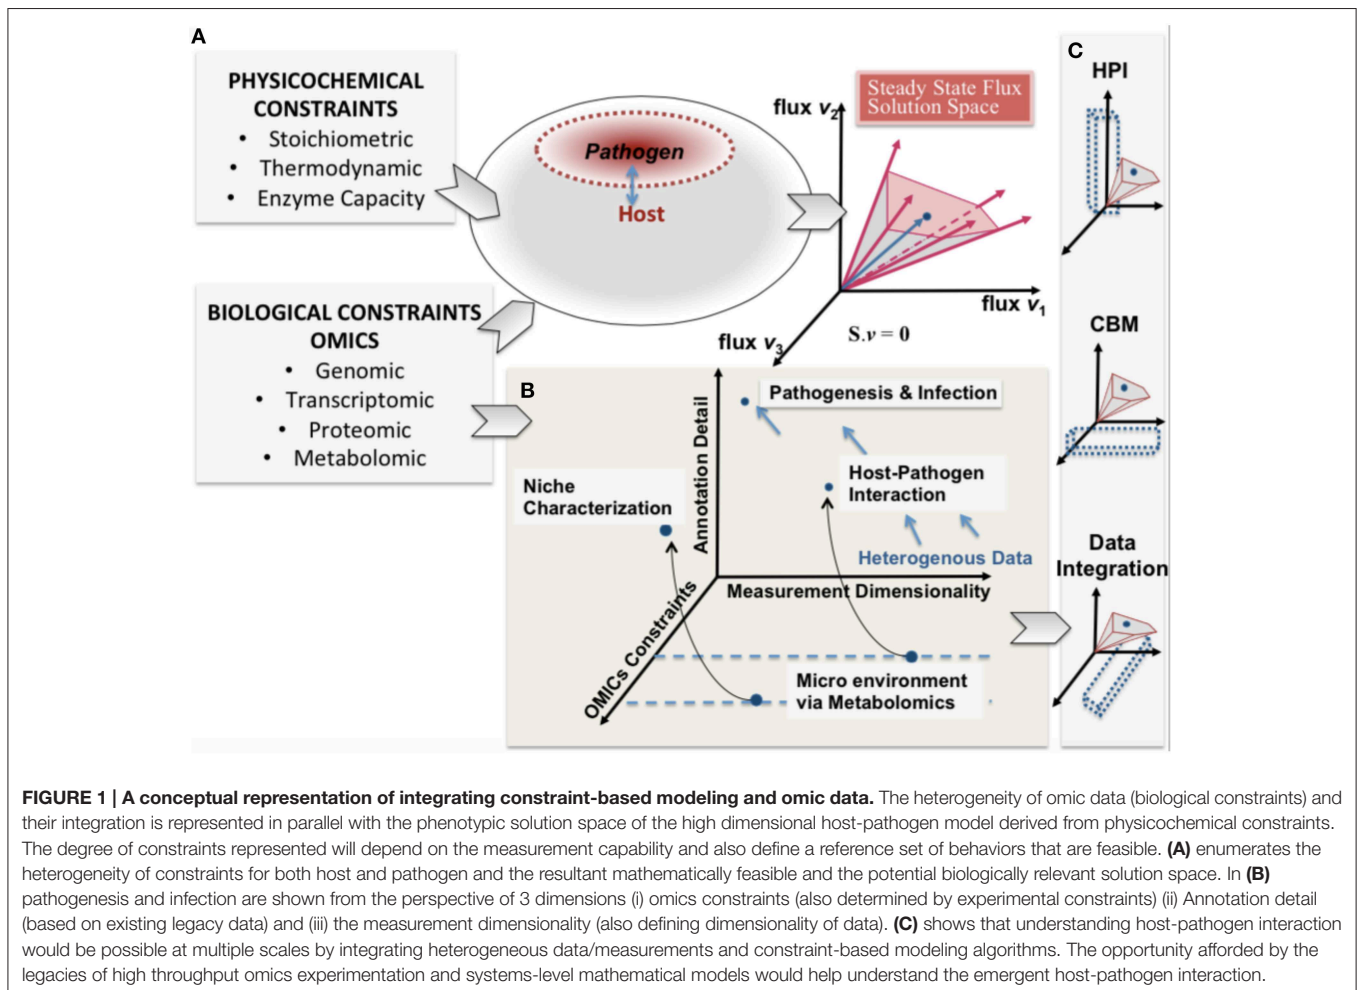 A
PHYSICOCHEMICAL
CONSTRAINTS
• Stoichiometric
• Thermodynamic
• Enzyme Capacity
BIOLOGICAL CONSTRAINTS
OMICS
• Genomic
• Transcriptomic
• Proteomic
• Metabolomic
Pathogen
Host
Steady State Flux
Solution Space
flux v2
flux v1
flux v3
S.v = 0
B
Annotation Detail
Measurement Dimensionality
OMICs Constraints
Pathogenesis & Infection
Host-Pathogen
Interaction
Heterogenous Data
Niche
Characterization
Micro environment
via Metabolomics
C
HPI
CBM
Data
Integration
FIGURE 1 | A conceptual representation of integrating constraint-based modeling and omic data. The heterogeneity of omic data (biological constraints) and
their integration is represented in parallel with the phenotypic solution space of the high dimensional host-pathogen model derived from physicochemical constraints.
The degree of constraints represented will depend on the measurement capability and also define a reference set of behaviors that are feasible. (A) enumerates the
heterogeneity of constraints for both host and pathogen and the resultant mathematically feasible and the potential biologically relevant solution space. In (B)
pathogenesis and infection are shown from the perspective of 3 dimensions (i) omics constraints (also determined by experimental constraints) (ii) Annotation detail
(based on existing legacy data) and (iii) the measurement dimensionality (also defining dimensionality of data). (C) shows that understanding host-pathogen interaction
would be possible at multiple scales by integrating heterogeneous data/measurements and constraint-based modeling algorithms. The opportunity afforded by the
legacies of high throughput omics experimentation and systems-level mathematical models would help understand the emergent host-pathogen interaction.